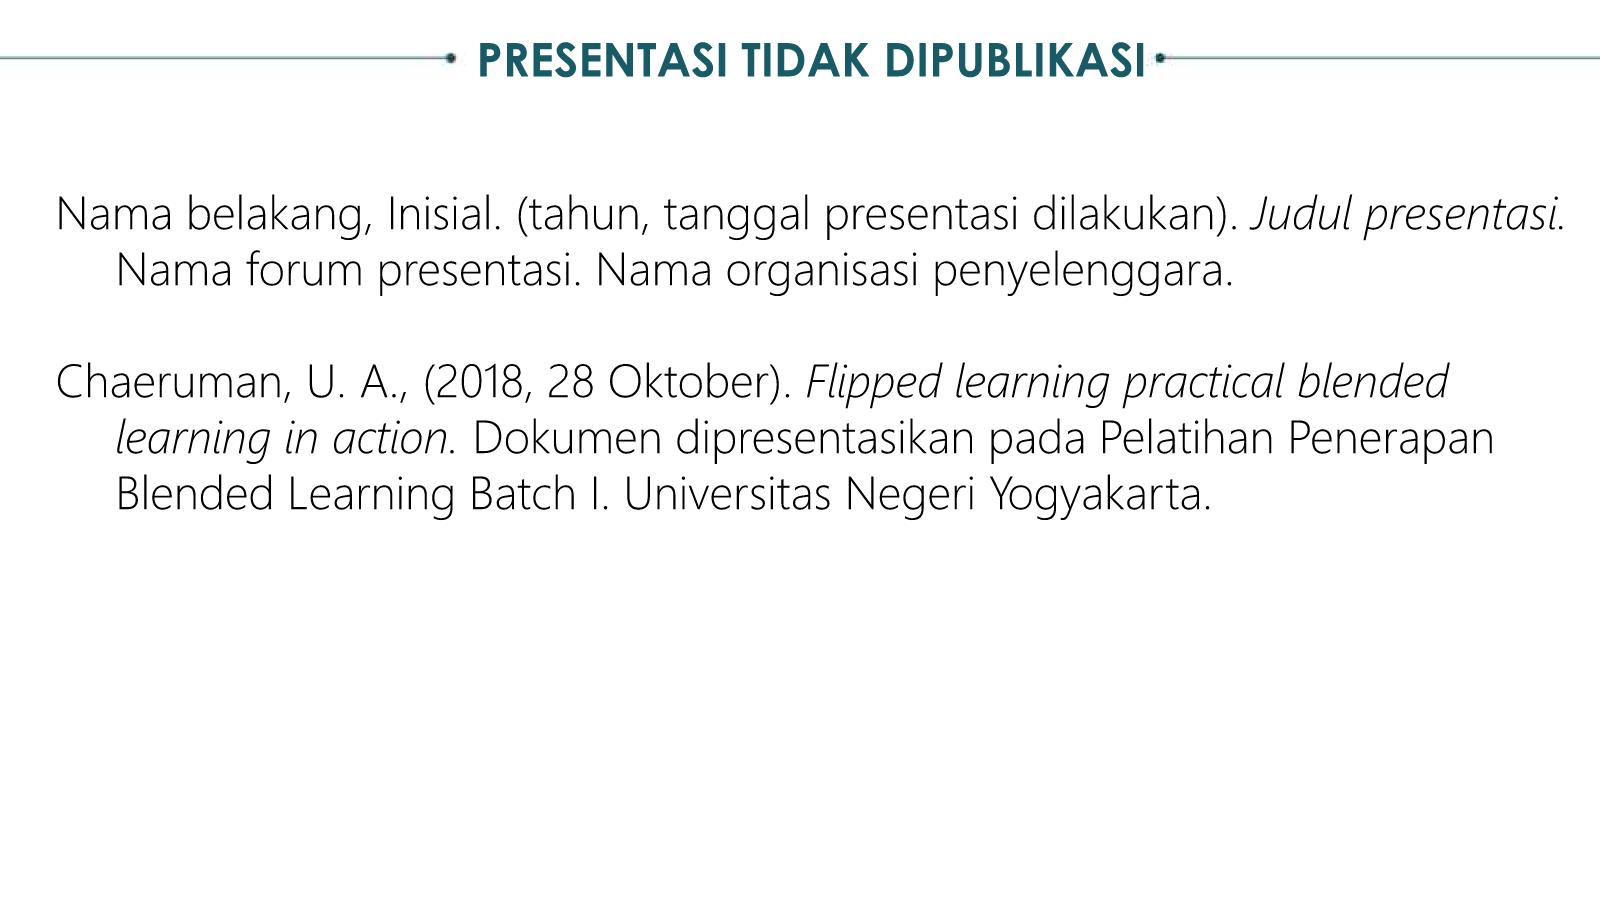 PRESENTASI TIDAK DIPUBLIKASI
Nama belakang, Inisial. (tahun, tanggal presentasi dilakukan). Judul presentasi.
Nama forum presentasi. Nama organisasi penyelenggara.
Chaeruman, U. A., (2018, 28 Oktober). Flipped learning practical blended
learning in action. Dokumen dipresentasikan pada Pelatihan Penerapan
Blended Learning Batch I. Universitas Negeri Yogyakarta.